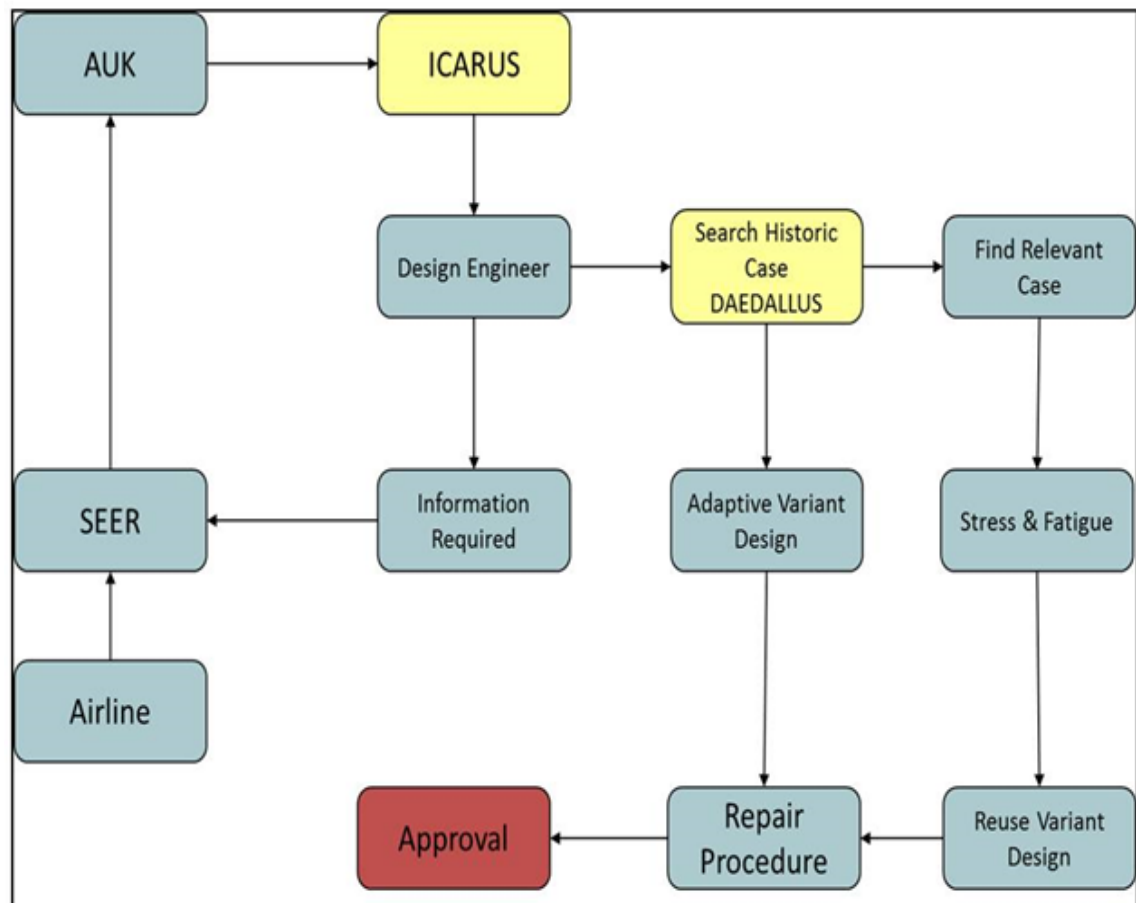 AUK
ICARUS
Design Engineer
Search Historic
Case
DAEDALLUS
Find Relevant
Case
SEER
Information
Required
Adaptive Variant
Design
Stress & Fatigue
Airline
Approval
Repair
Procedure
Reuse Variant
Design